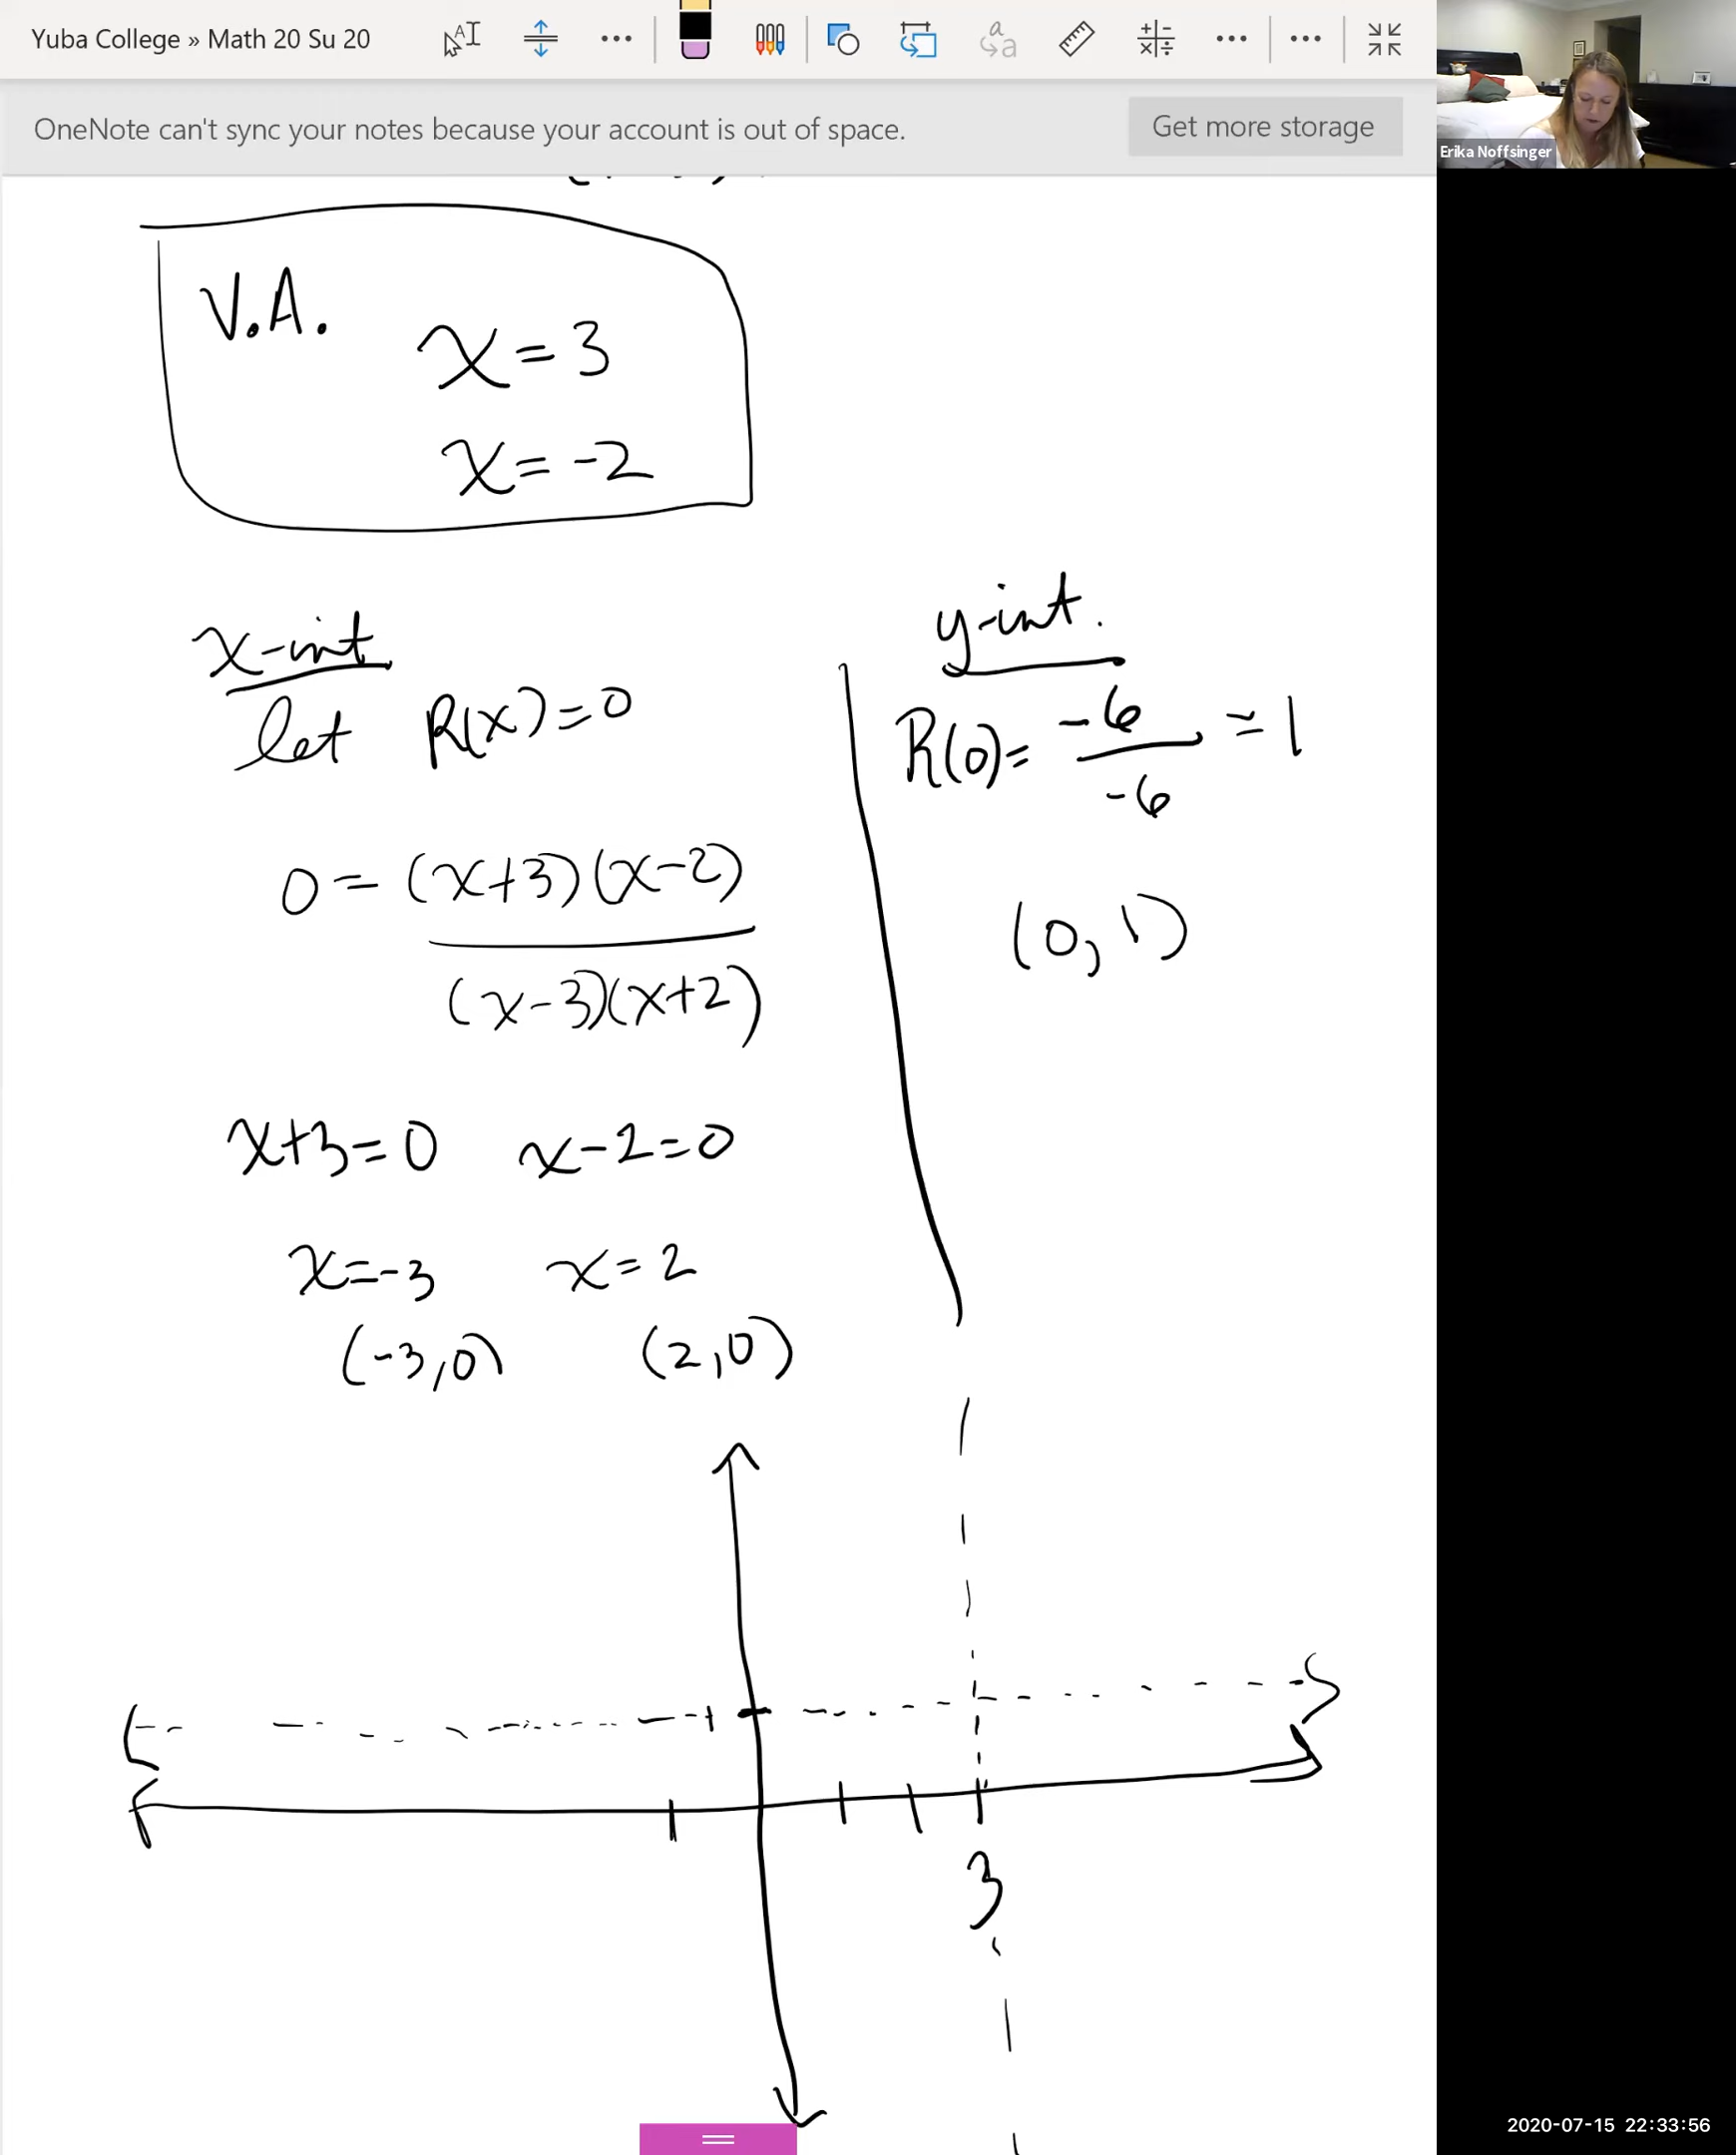 Yuba College » Math 20 Su 20
OneNote can't sync your notes because your account is out of space.
Get more storage
Erika Noffsinger
V.A.
x = 3
x = -2
x-int
let R(x) = 0
0 = (x+3)(x-2)
(x-3)(x+2)
x+3=0 x-2=0
x=-3 x=2
(-3,0) (2,0)
y-int.
R(0)= -6 = 1
-6
(0,1)
3
2020-07-15 22:33:56